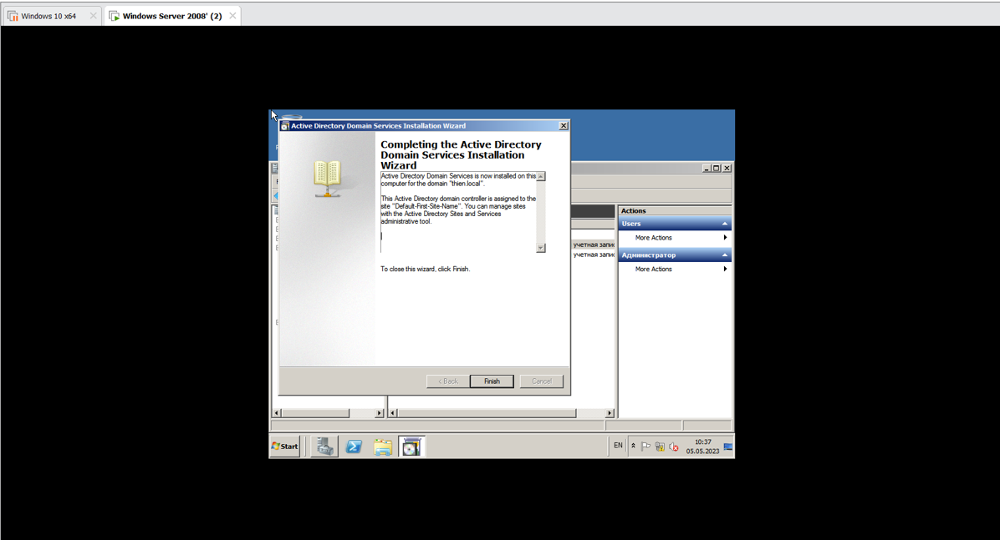 Windows 10 x64
Windows Server 2008' (2)
Active Directory Domain Services Installation Wizard
Completing the Active Directory
Domain Services Installation
Wizard
Active Directory Domain Services is now installed on this
computer for the domain "thien.local".
This Active Directory domain controller is assigned to the
site "Default-First-Site-Name". You can manage sites
with the Active Directory Sites and Services
administrative tool.
To close this wizard, click Finish.
< Back
Finish
Cancel
учетная запис
учетная запис
Actions
Users
More Actions
Администратор
More Actions
Start
EN
10:37
05.05.2023